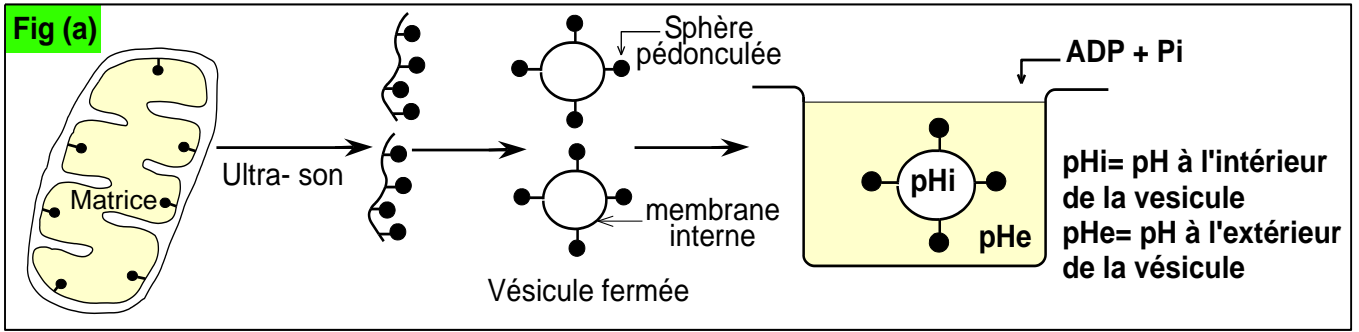 Fig (a)
Matrice
Ultra- son
Sphère
pédonculée
membrane
interne
Vésicule fermée
ADP + Pi
pHi
pHe
pHi= pH à l'intérieur
de la vesicule
pHe= pH à l'extérieur
de la vésicule